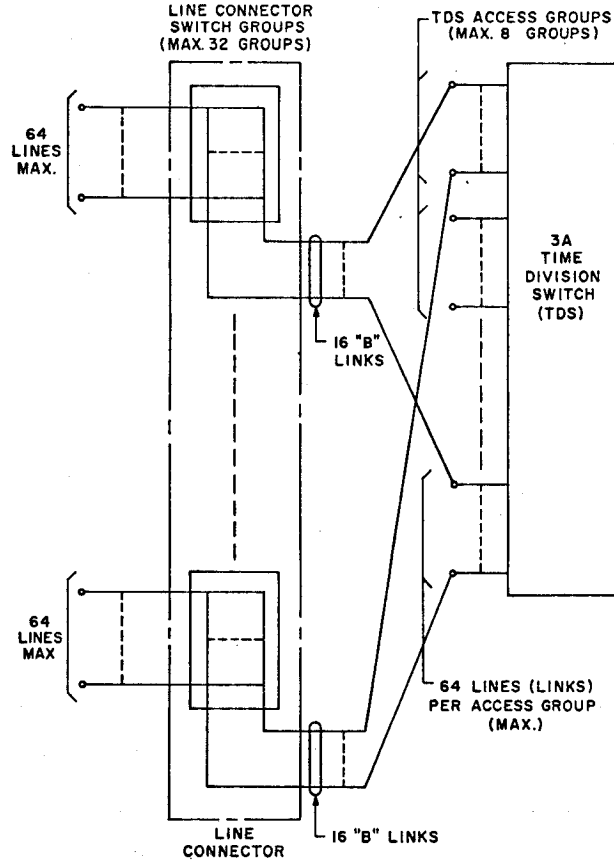 LINE CONNECTOR
SWITCH GROUPS
(MAX. 32 GROUPS)
TDS ACCESS GROUPS
(MAX. 8 GROUPS)
64
LINES
MAX.
3A
TIME
DIVISION
SWITCH
(TDS)
16 "B"
LINKS
64
LINES
MAX
64 LINES (LINKS)
PER ACCESS GROUP
(MAX.)
16 "B" LINKS
LINE
CONNECTOR